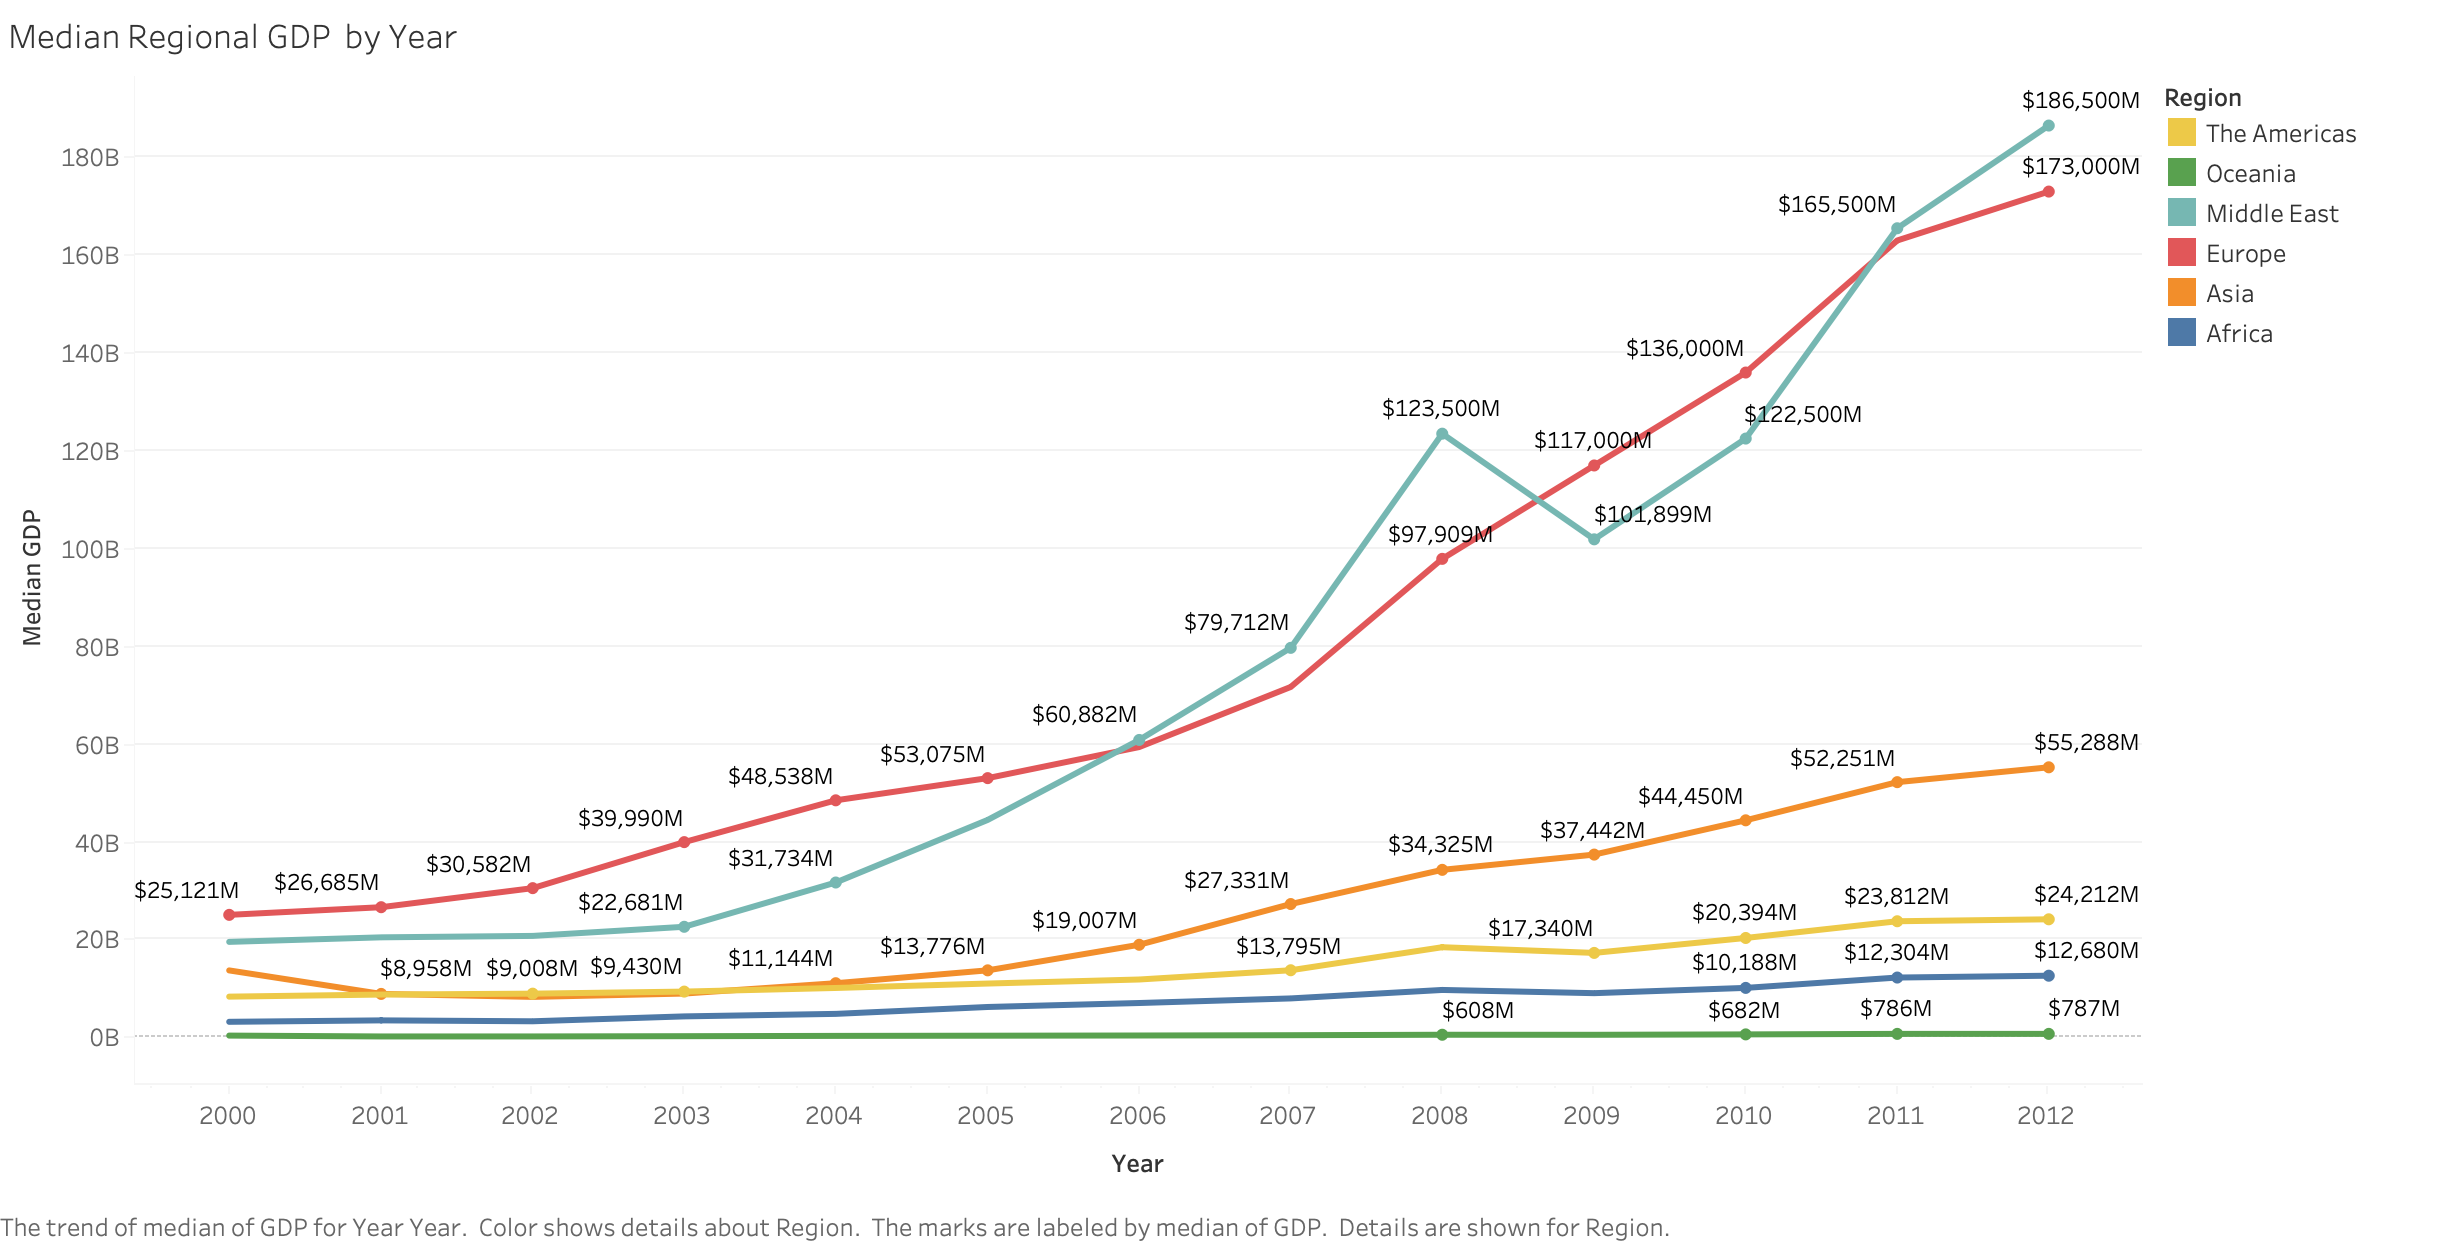 Median Regional GDP by Year
Region
The Americas
Oceania
Middle East
Europe
Asia
Africa
Median GDP
180B
160B
140B
120B
100B
80B
60B
40B
20B
0B
$186,500M
$173,000M
$165,500M
$136,000M
$123,500M
$122,500M
$117,000M
$101,899M
$97,909M
$79,712M
$60,882M
$53,075M
$48,538M
$39,990M
$31,734M
$30,582M
$26,685M
$25,121M
$22,681M
$55,288M
$52,251M
$44,450M
$37,442M
$34,325M
$27,331M
$19,007M
$13,776M
$11,144M
$8,958M
$9,008M
$9,430M
$13,795M
$17,340M
$20,394M
$23,812M
$24,212M
$10,188M
$12,304M
$12,680M
$608M
$682M
$786M
$787M
2000 2001 2002 2003 2004 2005 2006 2007 2008 2009 2010 2011 2012
Year
The trend of median of GDP for Year Year. Color shows details about Region. The marks are labeled by median of GDP. Details are shown for Region.